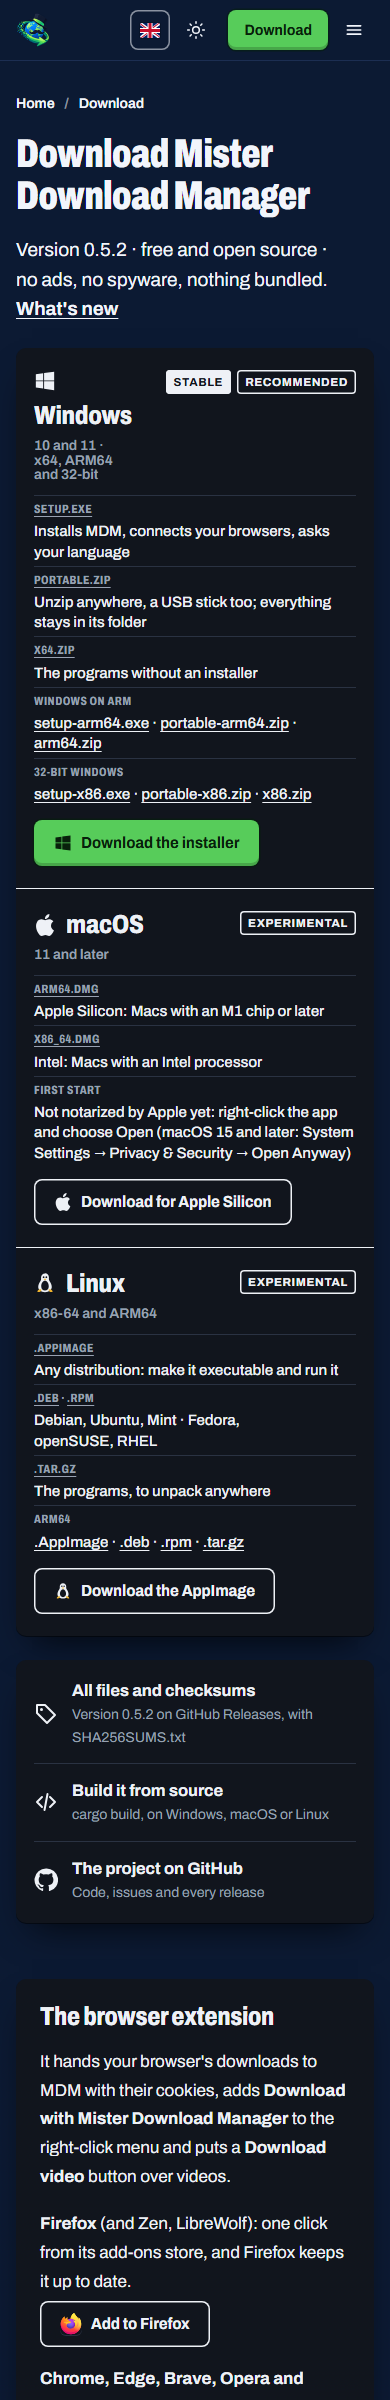 Download
Home / Download
Download Mister
Download Manager
Version 0.5.2 · free and open source ·
no ads, no spyware, nothing bundled.
What's new
STABLE RECOMMENDED
Windows
10 and 11 ·
x64, ARM64
and 32-bit
SETUP.EXE
Installs MDM, connects your browsers, asks
your language
PORTABLE.ZIP
Unzip anywhere, a USB stick too; everything
stays in its folder
X64.ZIP
The programs without an installer
WINDOWS ON ARM
setup-arm64.exe · portable-arm64.zip ·
arm64.zip
32-BIT WINDOWS
setup-x86.exe · portable-x86.zip · x86.zip
Download the installer
macOS EXPERIMENTAL
11 and later
ARM64.DMG
Apple Silicon: Macs with an M1 chip or later
X86_64.DMG
Intel: Macs with an Intel processor
FIRST START
Not notarized by Apple yet: right-click the app
and choose Open (macOS 15 and later: System
Settings → Privacy & Security → Open Anyway)
Download for Apple Silicon
Linux EXPERIMENTAL
x86-64 and ARM64
.APPIMAGE
Any distribution: make it executable and run it
.DEB · .RPM
Debian, Ubuntu, Mint · Fedora,
openSUSE, RHEL
.TAR.GZ
The programs, to unpack anywhere
ARM64
.AppImage · .deb · .rpm · .tar.gz
Download the AppImage
All files and checksums
Version 0.5.2 on GitHub Releases, with
SHA256SUMS.txt
Build it from source
cargo build, on Windows, macOS or Linux
The project on GitHub
Code, issues and every release
The browser extension
It hands your browser's downloads to
MDM with their cookies, adds Download
with Mister Download Manager to the
right-click menu and puts a Download
video button over videos.
Firefox (and Zen, LibreWolf): one click
from its add-ons store, and Firefox keeps
it up to date.
Add to Firefox
Chrome, Edge, Brave, Opera and